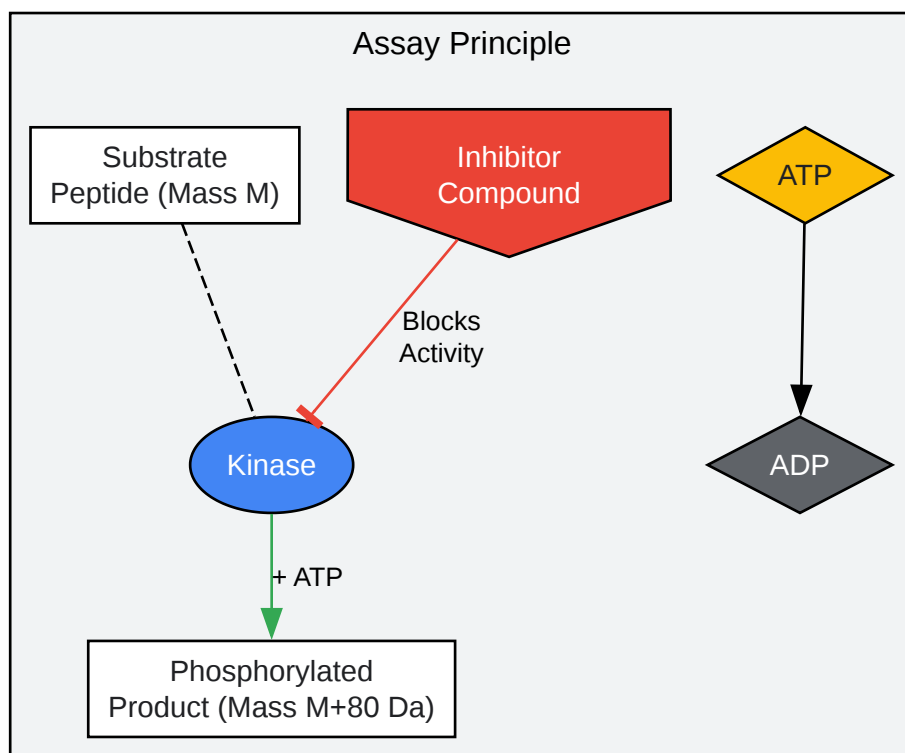 Assay Principle
Substrate
Peptide (Mass M)
Inhibitor
Compound
ATP
Blocks
Activity
Kinase
ADP
+ ATP
Phosphorylated
Product (Mass M+80 Da)